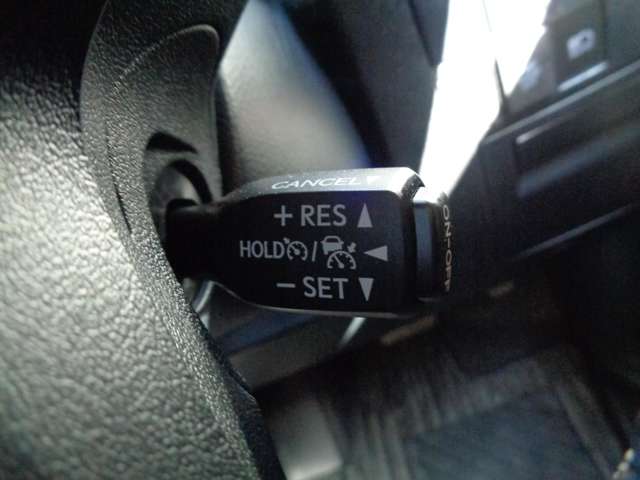 CANCEL
+ RES
HOLD /
− SET
ON-OFF